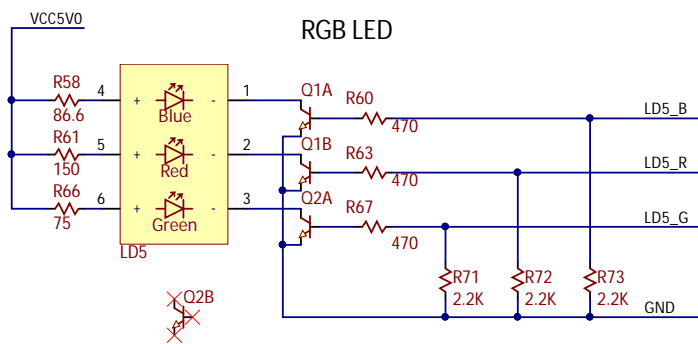 VCC5V0
RGB LED
R58
4
+
-
1
Q1A
R60
86.6
Blue
470
LD5_B
R61
5
+
-
2
Q1B
R63
150
Red
470
LD5_R
R66
6
+
-
3
Q2A
R67
75
Green
470
LD5_G
LD5
R71
2.2K
R72
2.2K
R73
2.2K
Q2B
GND